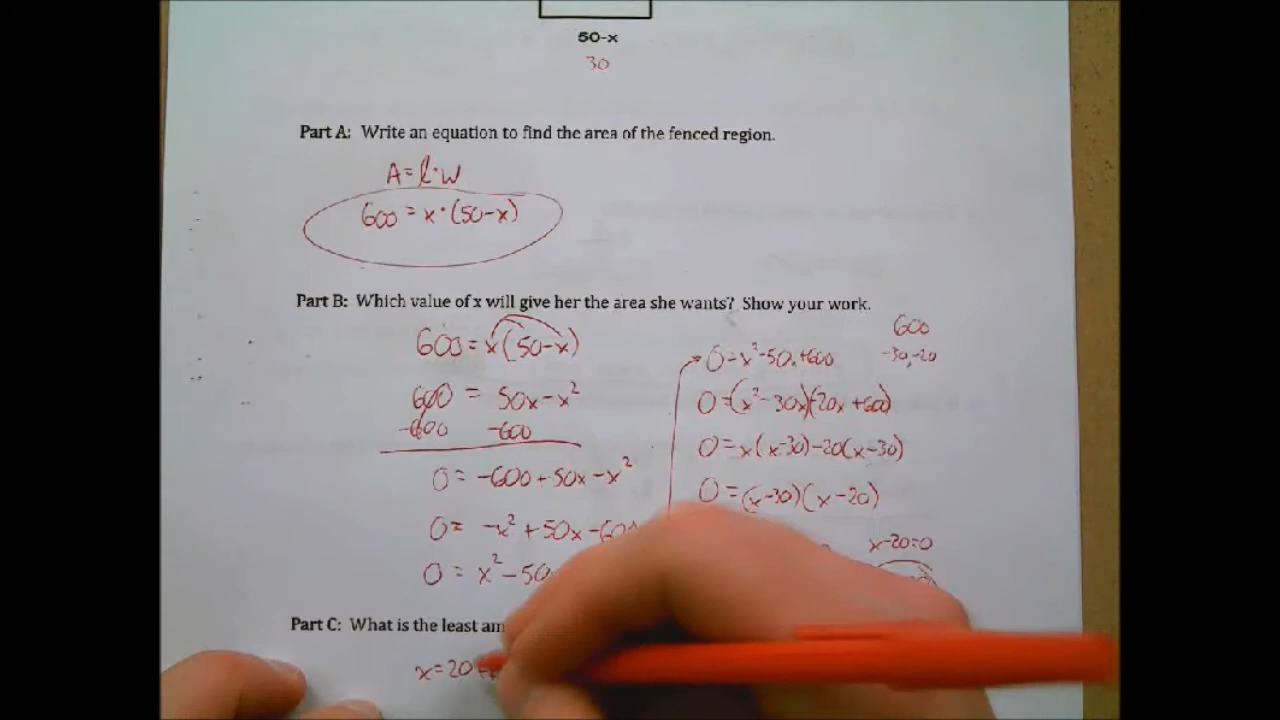 50-x
30
Part A: Write an equation to find the area of the fenced region.
A = l · w
600 = x · (50-x)
Part B: Which value of x will give her the area she wants? Show your work.
600 = x(50-x)
600 = 50x - x²
-600 -600
0 = -600 + 50x - x²
0 = -x² + 50x - 600
0 = x² - 50
600
-30, -20
0 = x² - 50x + 600
0 = (x² - 30x)(-20x + 600)
0 = x(x-30) - 20(x-30)
0 = (x-30)(x-20)
x-20=0
Part C: What is the least am
x = 20